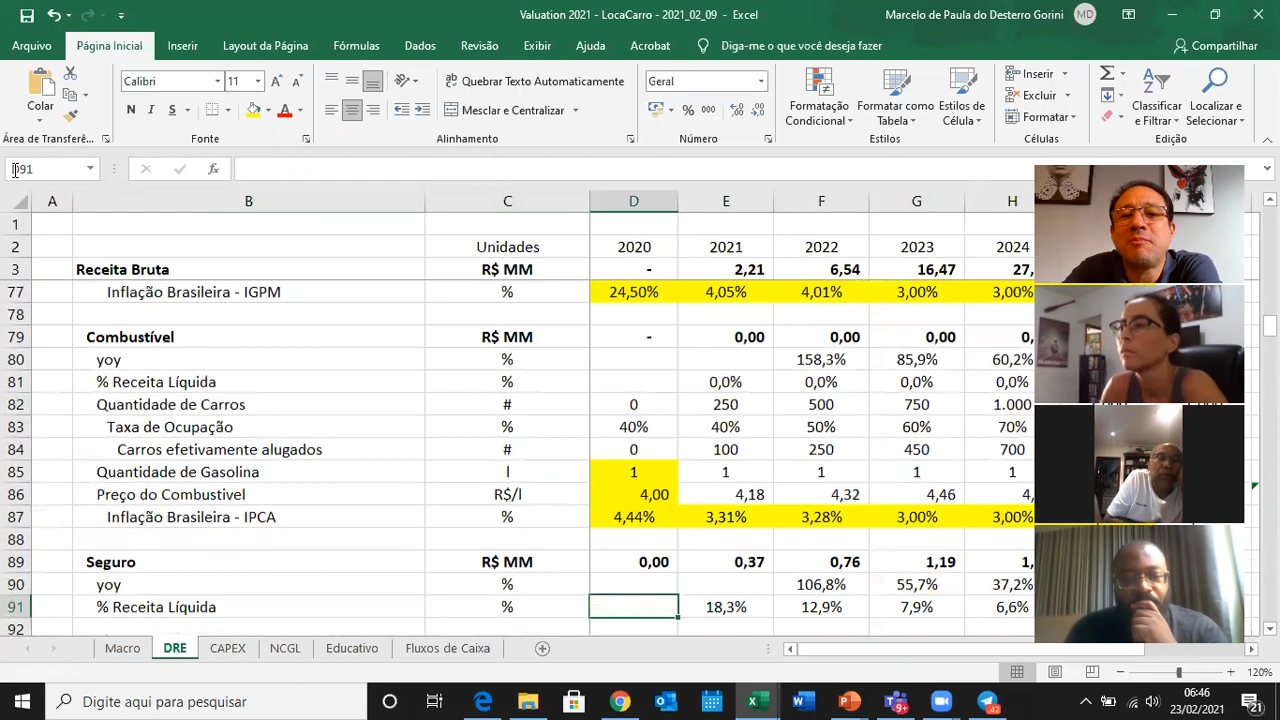 Valuation 2021 - LocaCarro - 2021_02_09 - Excel
Marcelo de Paula do Desterro Gorini MD
Arquivo Página Inicial Inserir Layout da Página Fórmulas Dados Revisão Exibir Ajuda Acrobat Diga-me o que você deseja fazer Compartilhar
Calibri 11 Quebrar Texto Automaticamente Geral Inserir
Colar N I S Mesclar e Centralizar % 000 Formatação Condicional Formatar como Tabela Estilos de Célula Excluir Formatar Classificar e Filtrar Localizar e Selecionar
Área de Transferê... Fonte Alinhamento Número Estilos Células Edição
D91 fx
A B C D E F G H
1
2 Unidades 2020 2021 2022 2023 2024
3 Receita Bruta R$ MM - 2,21 6,54 16,47 27,
77 Inflação Brasileira - IGPM % 24,50% 4,05% 4,01% 3,00% 3,00%
78
79 Combustível R$ MM - 0,00 0,00 0,00 0,
80 yoy % 158,3% 85,9% 60,2%
81 % Receita Líquida % 0,0% 0,0% 0,0% 0,0%
82 Quantidade de Carros # 0 250 500 750 1.000
83 Taxa de Ocupação % 40% 40% 50% 60% 70%
84 Carros efetivamente alugados # 0 100 250 450 700
85 Quantidade de Gasolina l 1 1 1 1 1
86 Preço do Combustivel R$/l 4,00 4,18 4,32 4,46 4,
87 Inflação Brasileira - IPCA % 4,44% 3,31% 3,28% 3,00% 3,00%
88
89 Seguro R$ MM 0,00 0,37 0,76 1,19 1,
90 yoy % 106,8% 55,7% 37,2%
91 % Receita Líquida % 18,3% 12,9% 7,9% 6,6%
92
Macro DRE CAPEX NCGL Educativo Fluxos de Caixa
120%
Digite aqui para pesquisar
06:46
23/02/2021
21